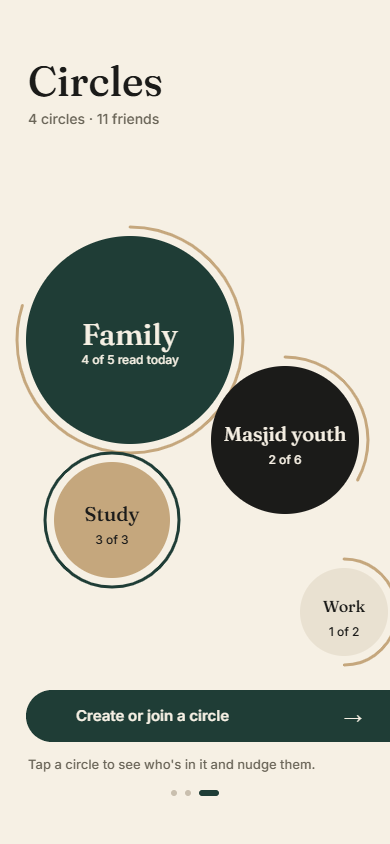 Circles
4 circles · 11 friends
Family
4 of 5 read today
Masjid youth
2 of 6
Study
3 of 3
Work
1 of 2
Create or join a circle →
Tap a circle to see who's in it and nudge them.